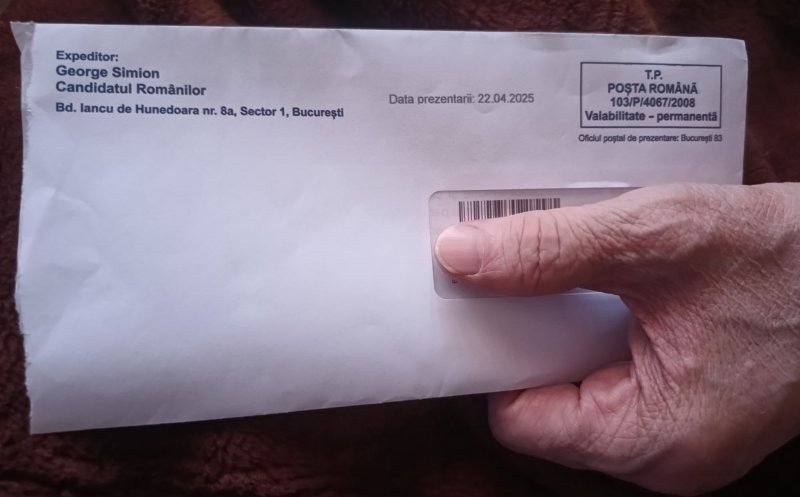 Expeditor:
George Simion
Candidatul Românilor
Bd. Iancu de Hunedoara nr. 8a, Sector 1, București
Data prezentarii: 22.04.2025
T.P.
POȘTA ROMÂNĂ
103/P/4067/2008
Valabilitate – permanentă
Oficiul poștal de prezentare: București 83